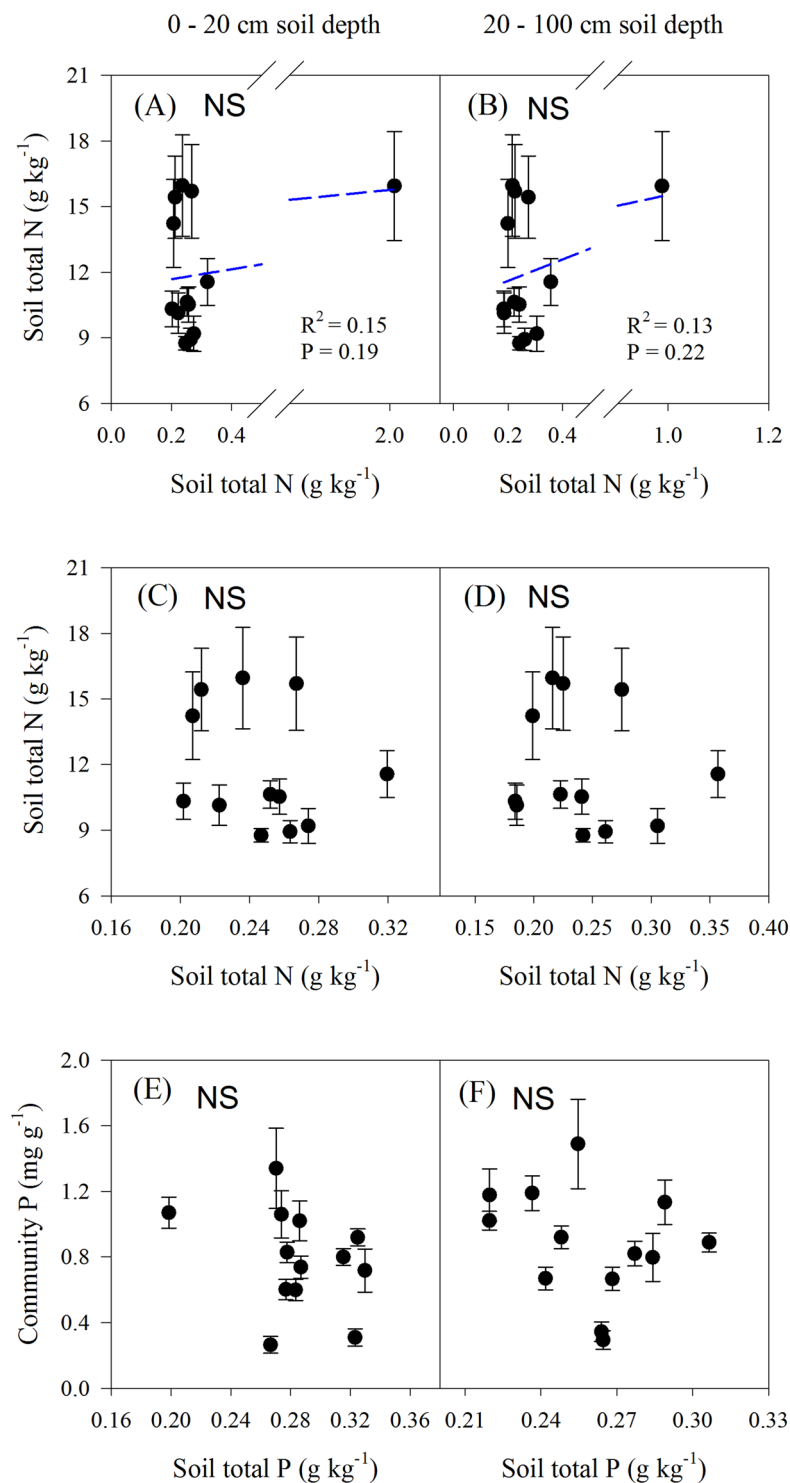 0 - 20 cm soil depth
20 - 100 cm soil depth
21
18
15
12
9
6
Soil total N (g kg-1)
(A)
NS
R2 = 0.15
P = 0.19
(B)
NS
R2 = 0.13
P = 0.22
0.0
0.2
0.4
2.0
0.0
0.2
0.4
1.0
1.2
Soil total N (g kg-1)
Soil total N (g kg-1)
21
18
15
12
9
6
Soil total N (g kg-1)
(C)
NS
(D)
NS
0.16
0.20
0.24
0.28
0.32
0.16
0.15
0.20
0.25
0.30
0.35
0.40
Soil total N (g kg-1)
Soil total N (g kg-1)
2.0
1.6
1.2
0.8
0.4
0.0
Community P (mg g-1)
(E)
NS
(F)
NS
0.16
0.20
0.24
0.28
0.32
0.36
0.21
0.24
0.27
0.30
0.33
Soil total P (g kg-1)
Soil total P (g kg-1)